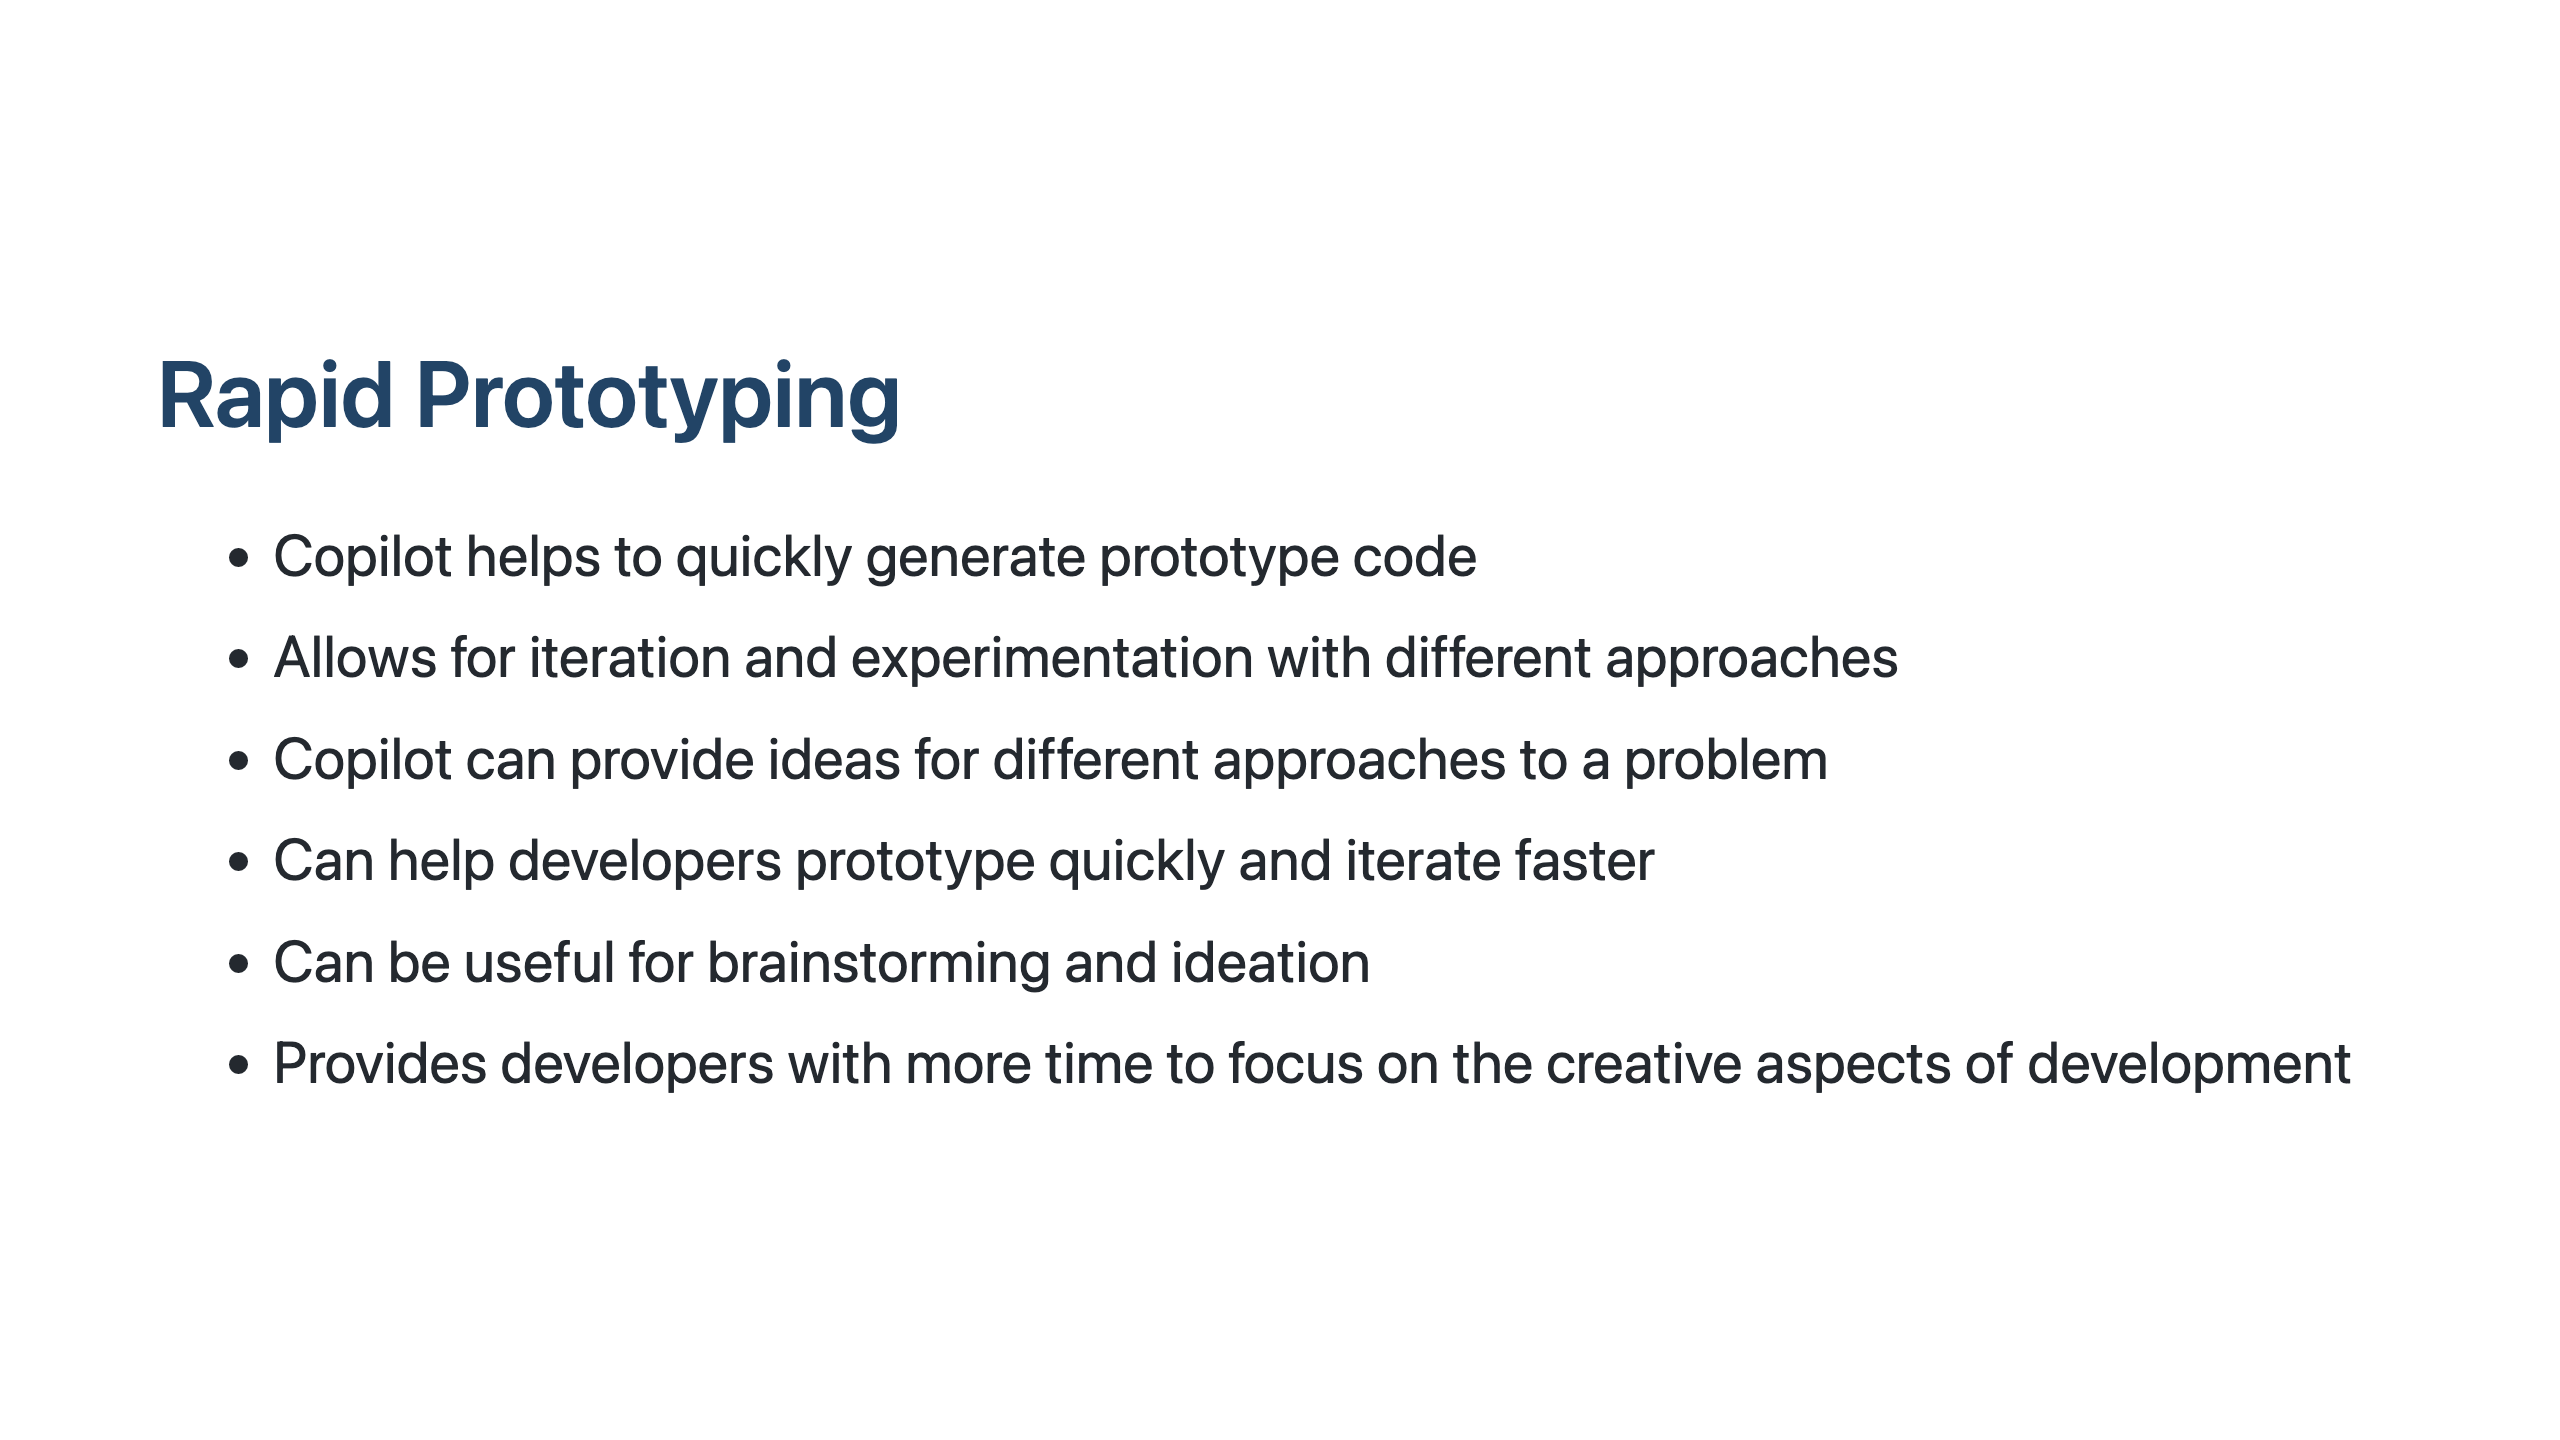 Rapid Prototyping
• Copilot helps to quickly generate prototype code
• Allows for iteration and experimentation with different approaches
• Copilot can provide ideas for different approaches to a problem
• Can help developers prototype quickly and iterate faster
• Can be useful for brainstorming and ideation
• Provides developers with more time to focus on the creative aspects of development